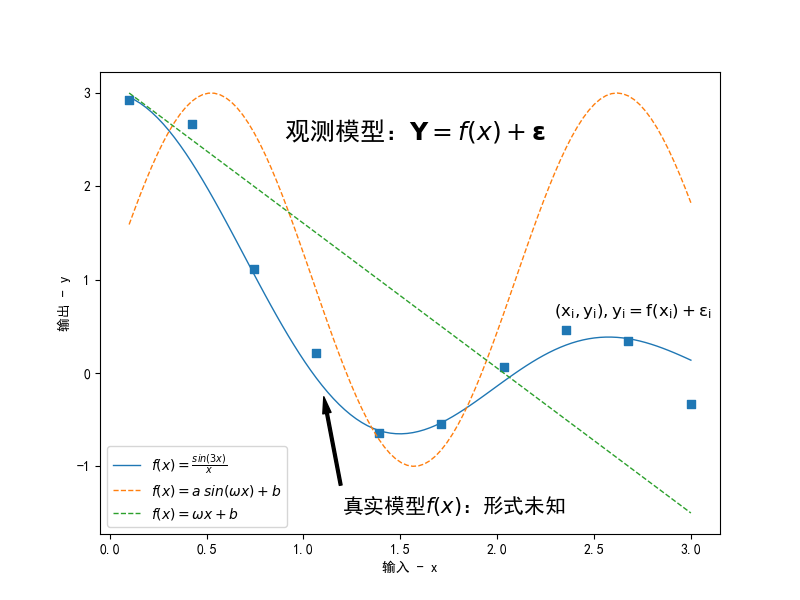 观测模型：Y = f(x) + ε
(xᵢ, yᵢ), yᵢ = f(xᵢ) + εᵢ
真实模型f(x)：形式未知
f(x) = sin(3x)/x
f(x) = a sin(ωx) + b
f(x) = ωx + b
3
2
1
0
−1
输出 - y
0.0 0.5 1.0 1.5 2.0 2.5 3.0
输入 - x